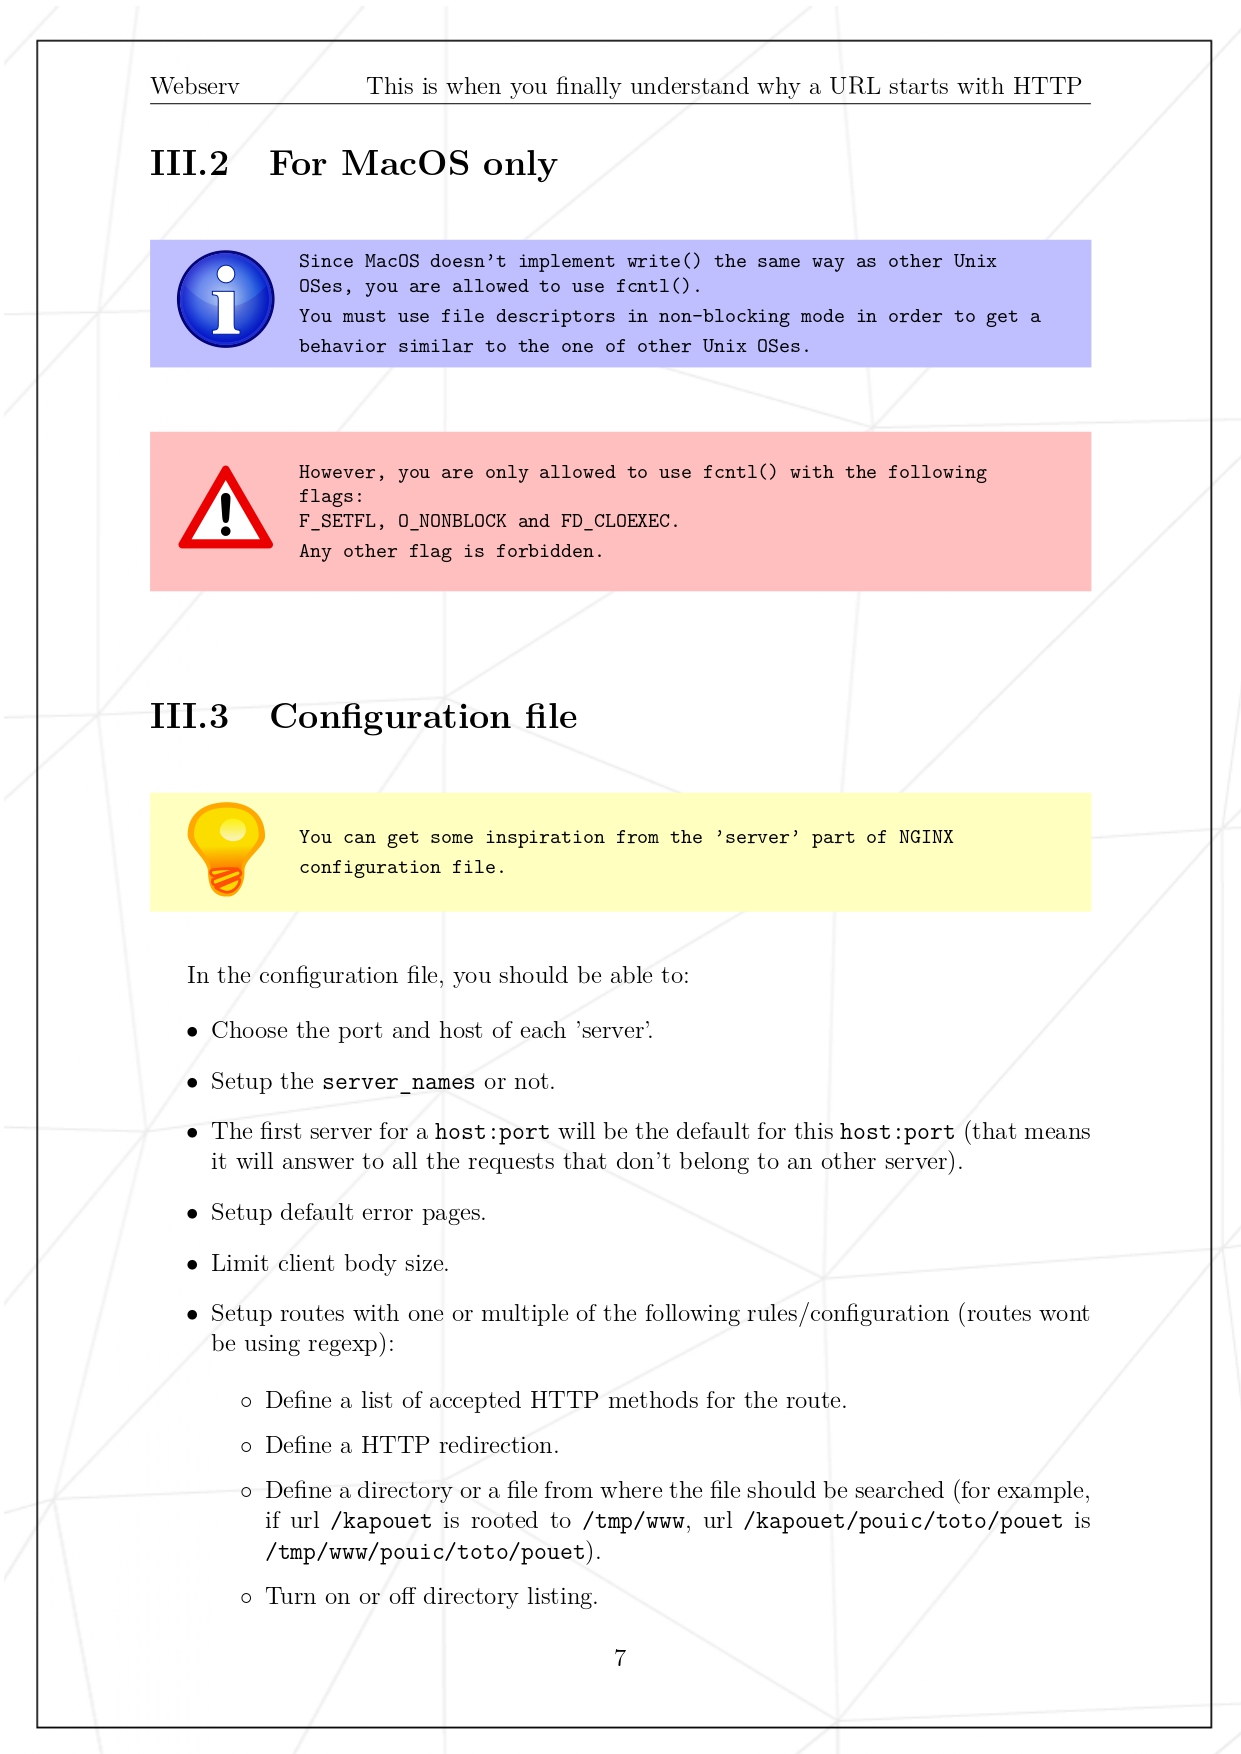 Webserv This is when you finally understand why a URL starts with HTTP
III.2 For MacOS only
Since MacOS doesn't implement write() the same way as other Unix
OSes, you are allowed to use fcntl().
You must use file descriptors in non-blocking mode in order to get a
behavior similar to the one of other Unix OSes.
However, you are only allowed to use fcntl() with the following
flags:
F_SETFL, O_NONBLOCK and FD_CLOEXEC.
Any other flag is forbidden.
III.3 Configuration file
You can get some inspiration from the 'server' part of NGINX
configuration file.
In the configuration file, you should be able to:
• Choose the port and host of each 'server'.
• Setup the server_names or not.
• The first server for a host:port will be the default for this host:port (that means
it will answer to all the requests that don't belong to an other server).
• Setup default error pages.
• Limit client body size.
• Setup routes with one or multiple of the following rules/configuration (routes wont
be using regexp):
◦ Define a list of accepted HTTP methods for the route.
◦ Define a HTTP redirection.
◦ Define a directory or a file from where the file should be searched (for example,
if url /kapouet is rooted to /tmp/www, url /kapouet/pouic/toto/pouet is
/tmp/www/pouic/toto/pouet).
◦ Turn on or off directory listing.
7